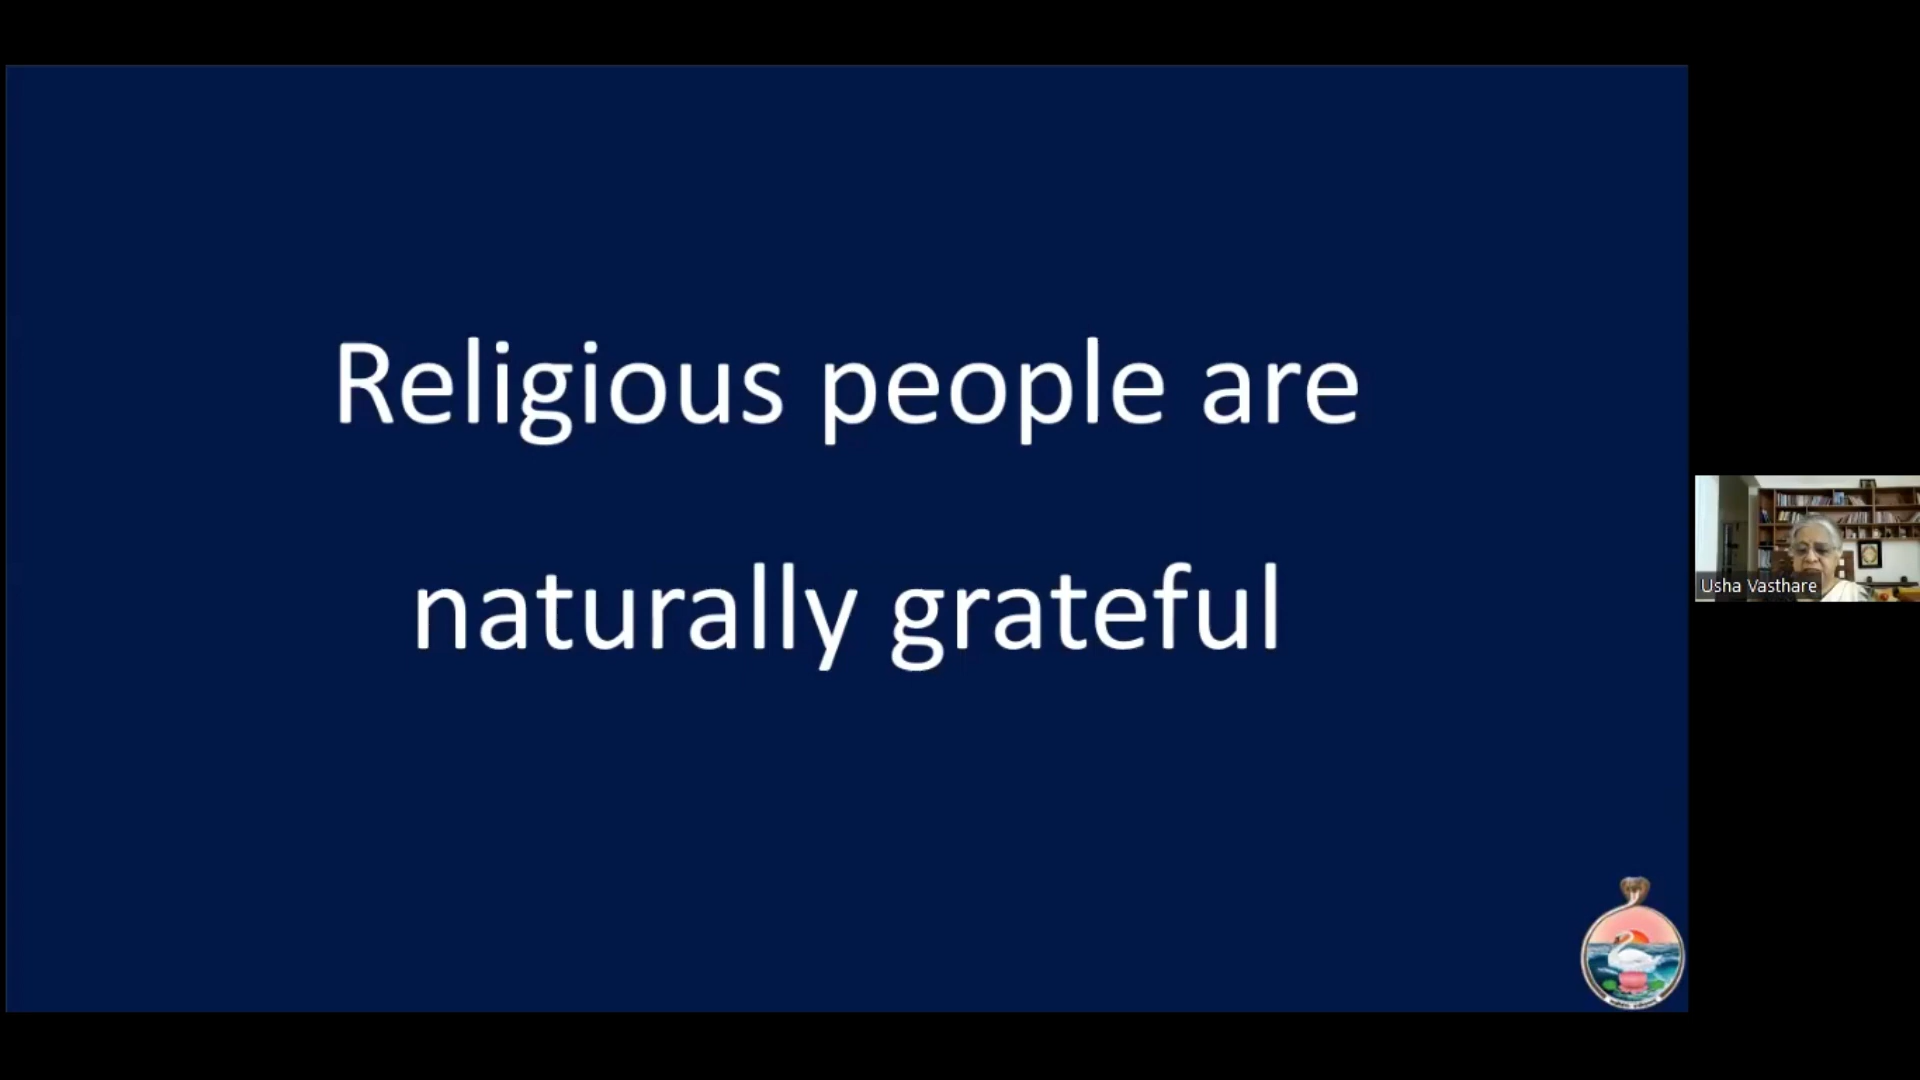 Religious people are
naturally grateful
Usha Vasthare